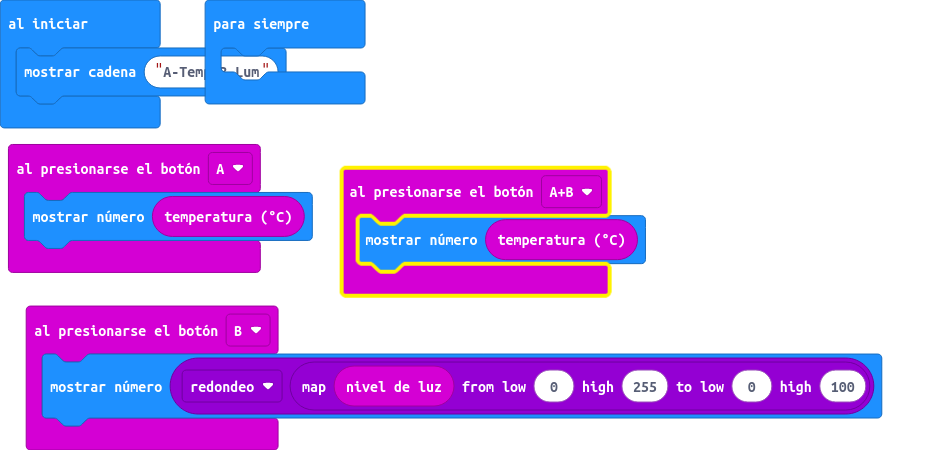 al iniciar
para siempre
mostrar cadena "A-Tem B-Lum"
al presionarse el botón A
mostrar número temperatura (°C)
al presionarse el botón A+B
mostrar número temperatura (°C)
al presionarse el botón B
mostrar número redondeo map nivel de luz from low 0 high 255 to low 0 high 100